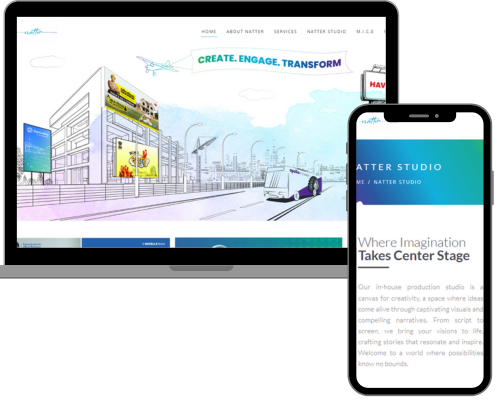 natter
HOME ABOUT NATTER SERVICES NATTER STUDIO M.I.C.E
CREATE. ENGAGE. TRANSFORM
HAV
natter
ATTER STUDIO
ME / NATTER STUDIO
Where Imagination
Takes Center Stage
Our in-house production studio is a
canvas for creativity, a space where ideas
come alive through captivating visuals and
compelling narratives. From script to
screen, we bring your visions to life,
crafting stories that resonate and inspire.
Welcome to a world where possibilities
know no bounds.